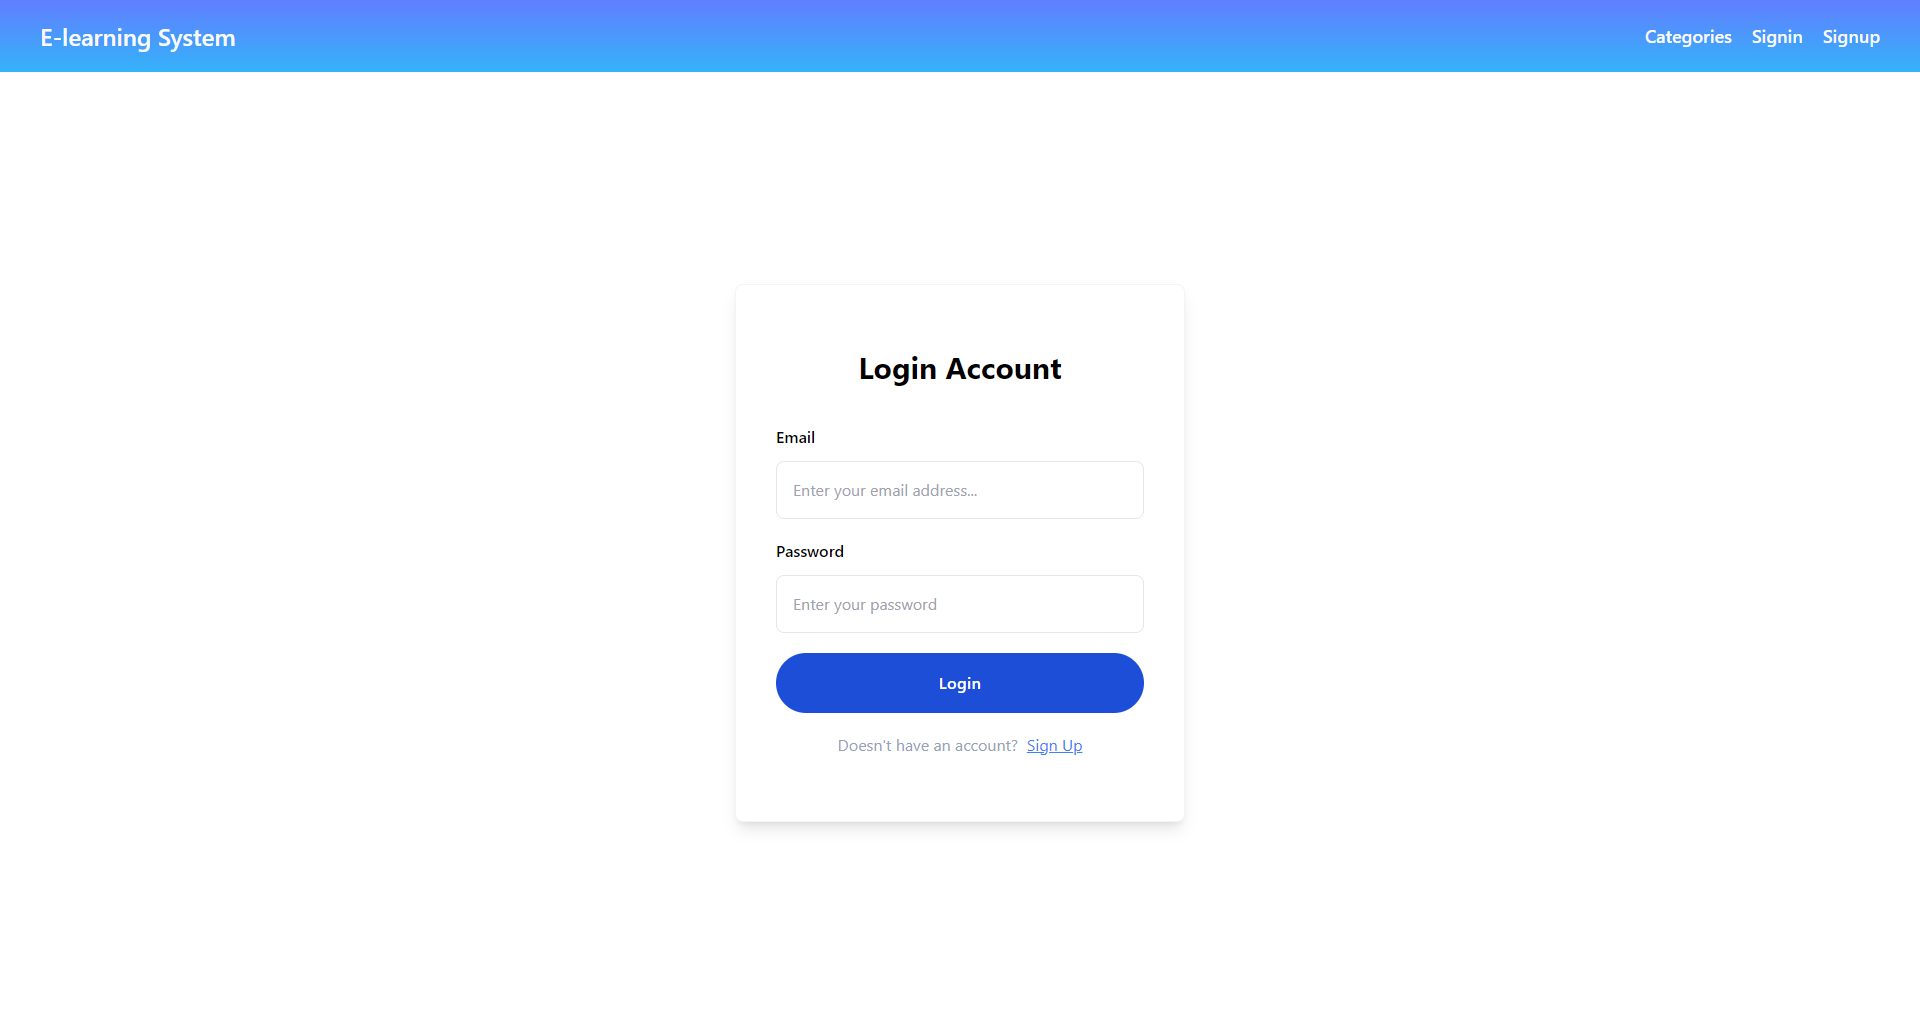 E-learning System
Categories Signin Signup
Login Account
Email
Enter your email address...
Password
Enter your password
Login
Doesn't have an account? Sign Up